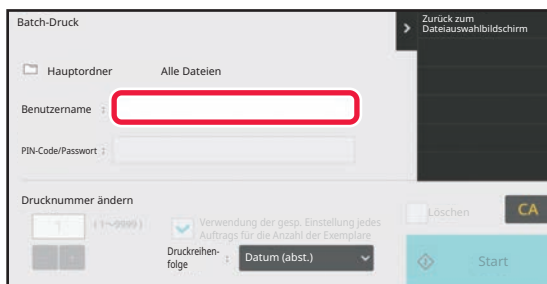 Batch-Druck
Zurück zum
Dateiauswahlbildschirm
Hauptordner Alle Dateien
Benutzername :
PIN-Code/Passwort :
Drucknummer ändern
1 (1~9999)
Verwendung der gesp. Einstellung jedes
Auftrags für die Anzahl der Exemplare
Druckreihen-
folge : Datum (abst.)
Löschen CA
Start